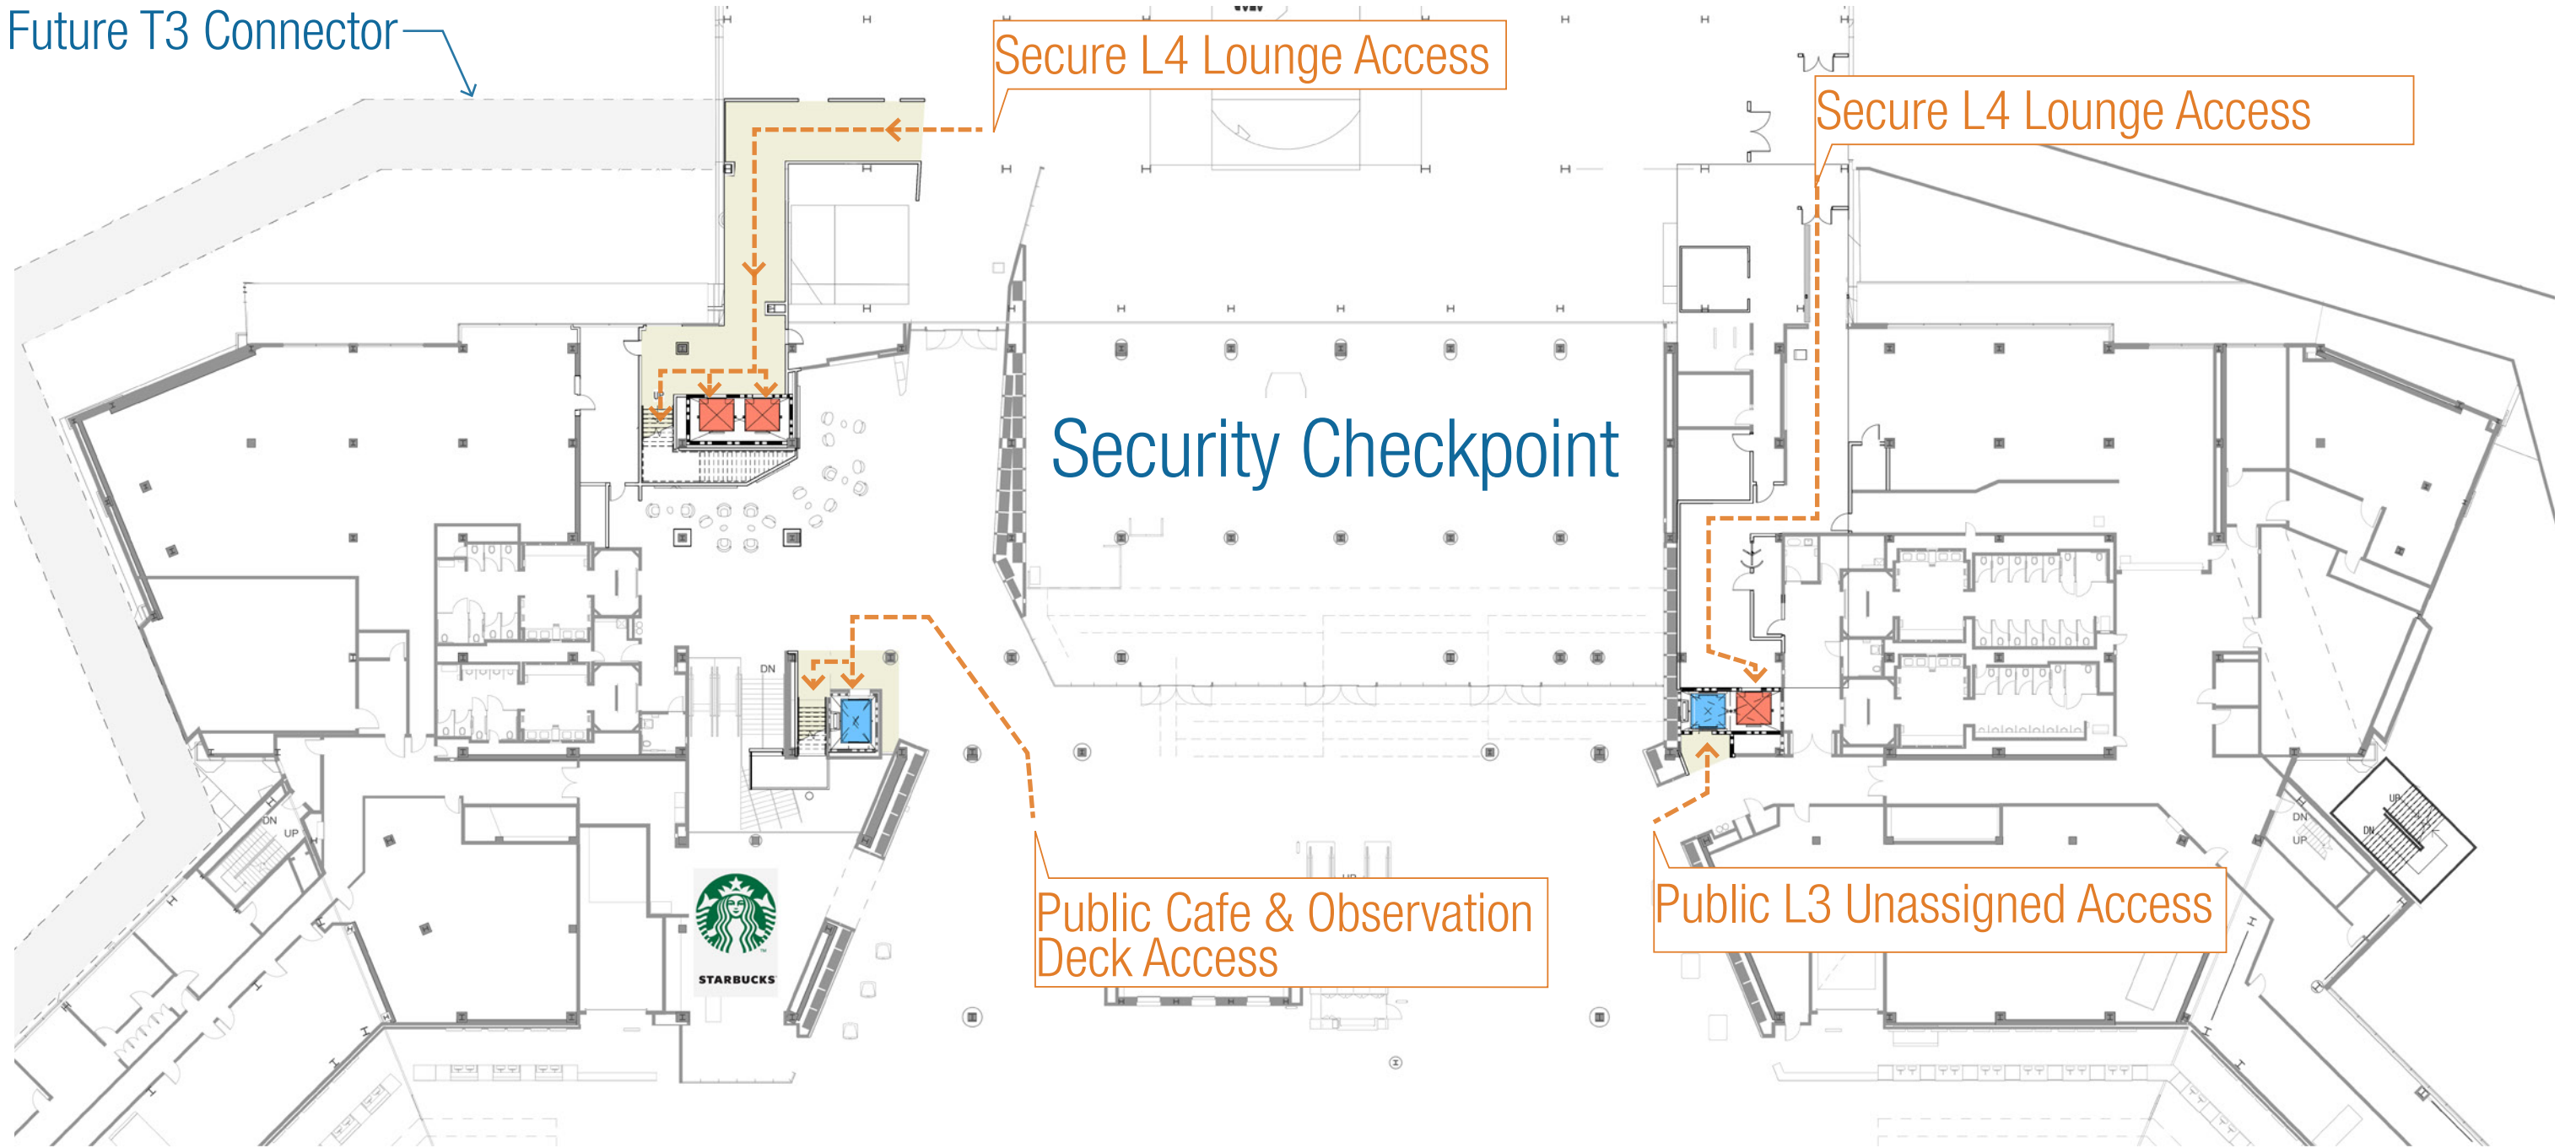 Future T3 Connector
Secure L4 Lounge Access
Secure L4 Lounge Access
Security Checkpoint
DN
DN
UP
UP
DN
DN
UP
Public Cafe & Observation
Deck Access
Public L3 Unassigned Access
STARBUCKS